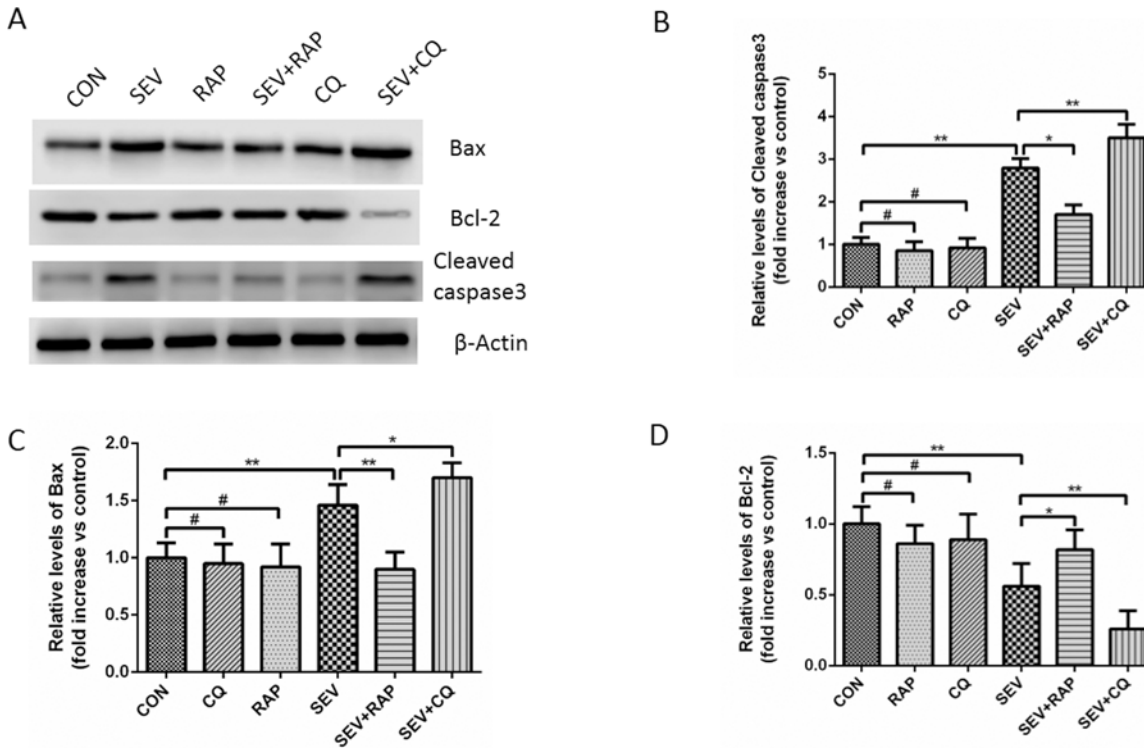 A
CON SEV RAP SEV+RAP CQ SEV+CQ
Bax
Bcl-2
Cleaved
caspase3
β-Actin
B
Relative levels of Cleaved caspase3
(fold increase vs control)
5
4
3
2
1
0
**
**
*
#
#
CON RAP CQ SEV SEV+RAP SEV+CQ
C
Relative levels of Bax
(fold increase vs control)
2.0
1.5
1.0
0.5
0.0
*
** **
#
#
CON CQ RAP SEV SEV+RAP SEV+CQ
D
Relative levels of Bcl-2
(fold increase vs control)
1.5
1.0
0.5
0.0
**
#
**
#
*
CON RAP CQ SEV SEV+RAP SEV+CQ